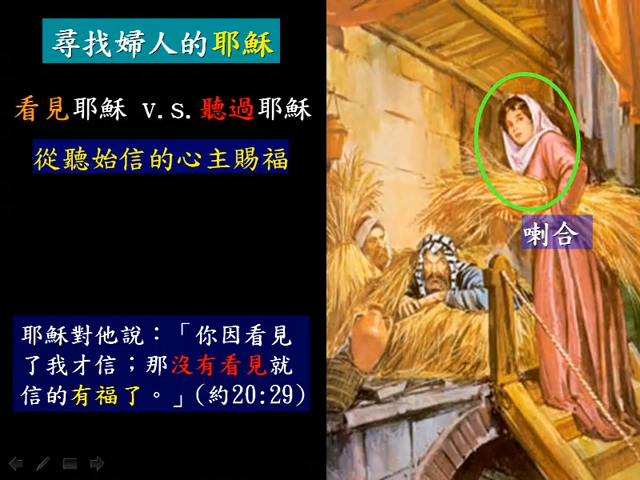 尋找婦人的耶穌
看見耶穌 v.s.聽過耶穌
從聽始信的心主賜福
喇合
耶穌對他說：「你因看見
了我才信；那沒有看見就
信的有福了。」(約20:29)